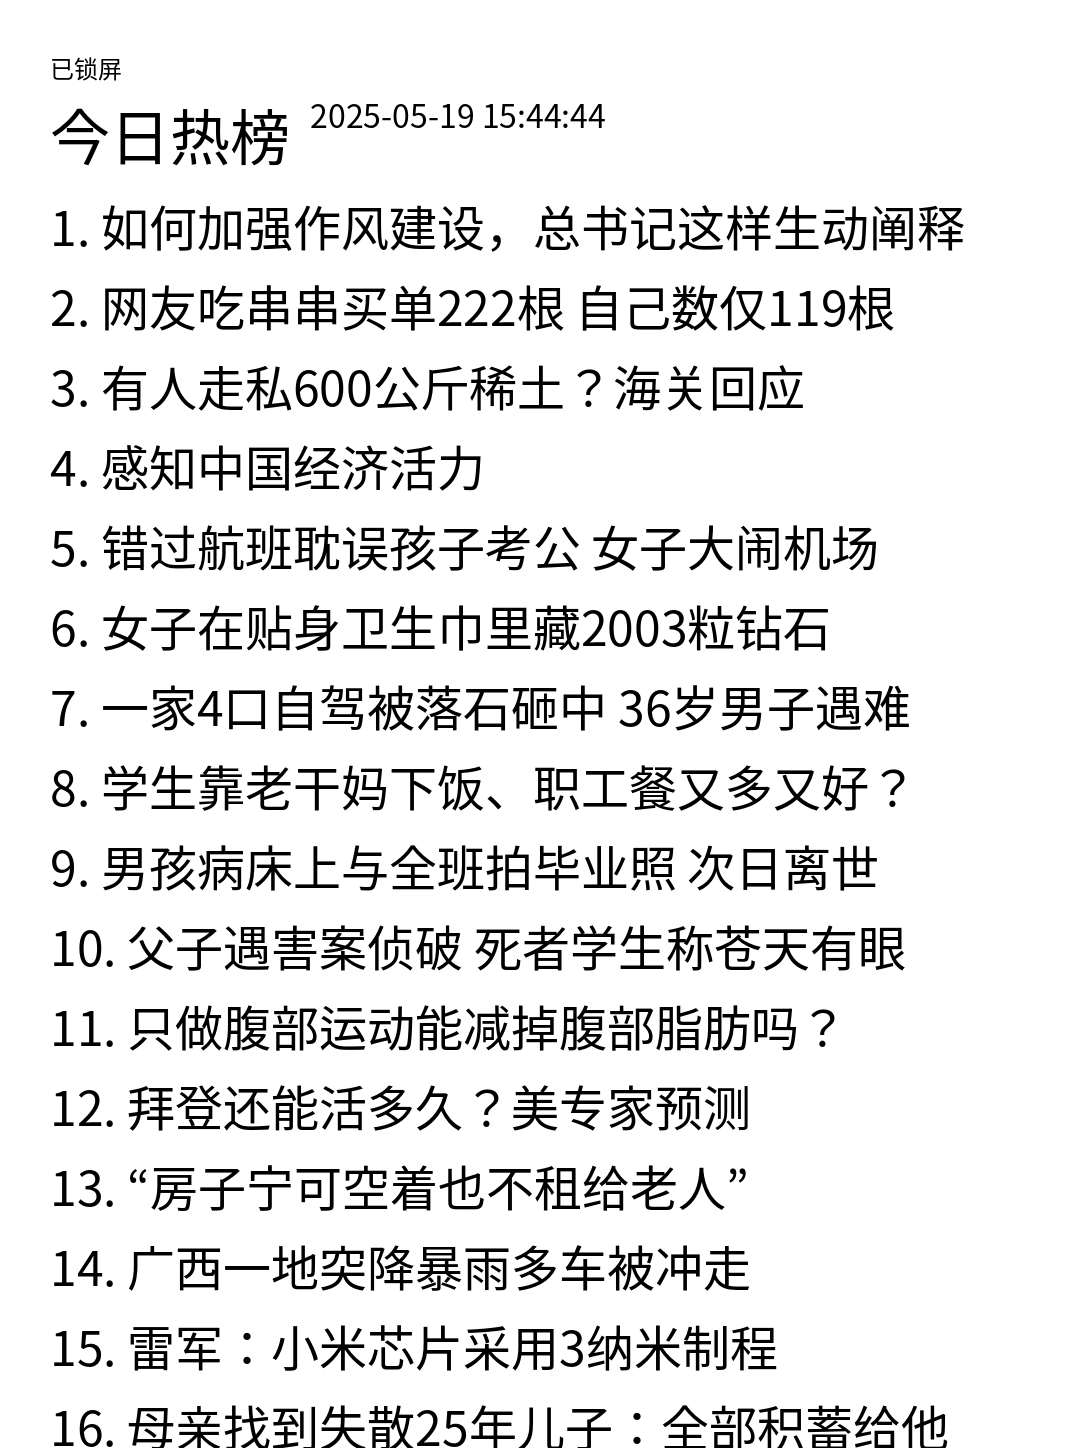 已锁屏
今日热榜 2025-05-19 15:44:44
1. 如何加强作风建设，总书记这样生动阐释
2. 网友吃串串买单222根 自己数仅119根
3. 有人走私600公斤稀土？海关回应
4. 感知中国经济活力
5. 错过航班耽误孩子考公 女子大闹机场
6. 女子在贴身卫生巾里藏2003粒钻石
7. 一家4口自驾被落石砸中 36岁男子遇难
8. 学生靠老干妈下饭、职工餐又多又好？
9. 男孩病床上与全班拍毕业照 次日离世
10. 父子遇害案侦破 死者学生称苍天有眼
11. 只做腹部运动能减掉腹部脂肪吗？
12. 拜登还能活多久？美专家预测
13. “房子宁可空着也不租给老人”
14. 广西一地突降暴雨多车被冲走
15. 雷军：小米芯片采用3纳米制程
16. 母亲找到失散25年儿子：全部积蓄给他